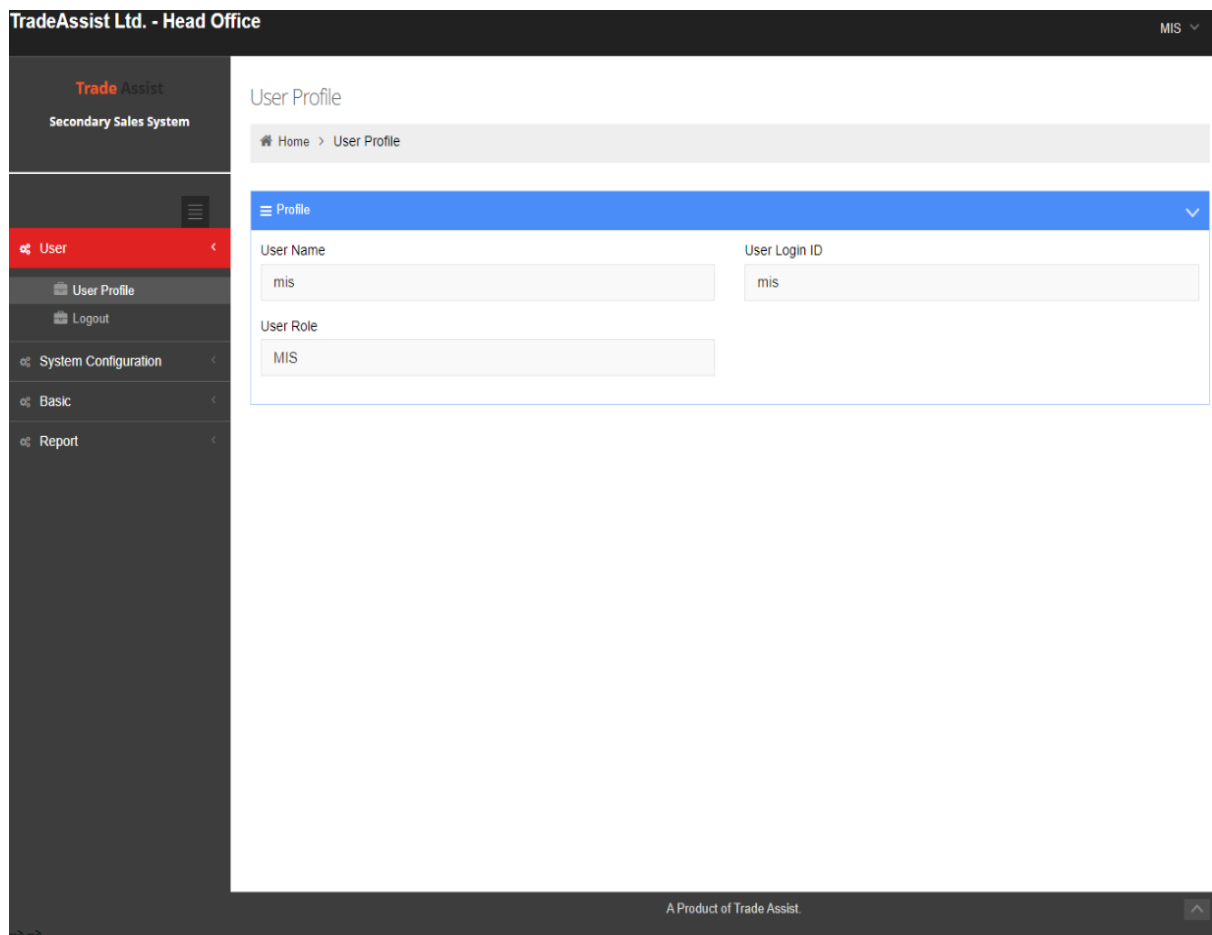 TradeAssist Ltd. - Head Office
MIS
Trade Assist
Secondary Sales System
User
User Profile
Logout
System Configuration
Basic
Report
User Profile
Home > User Profile
Profile
User Name
User Login ID
mis
mis
User Role
MIS
A Product of Trade Assist.